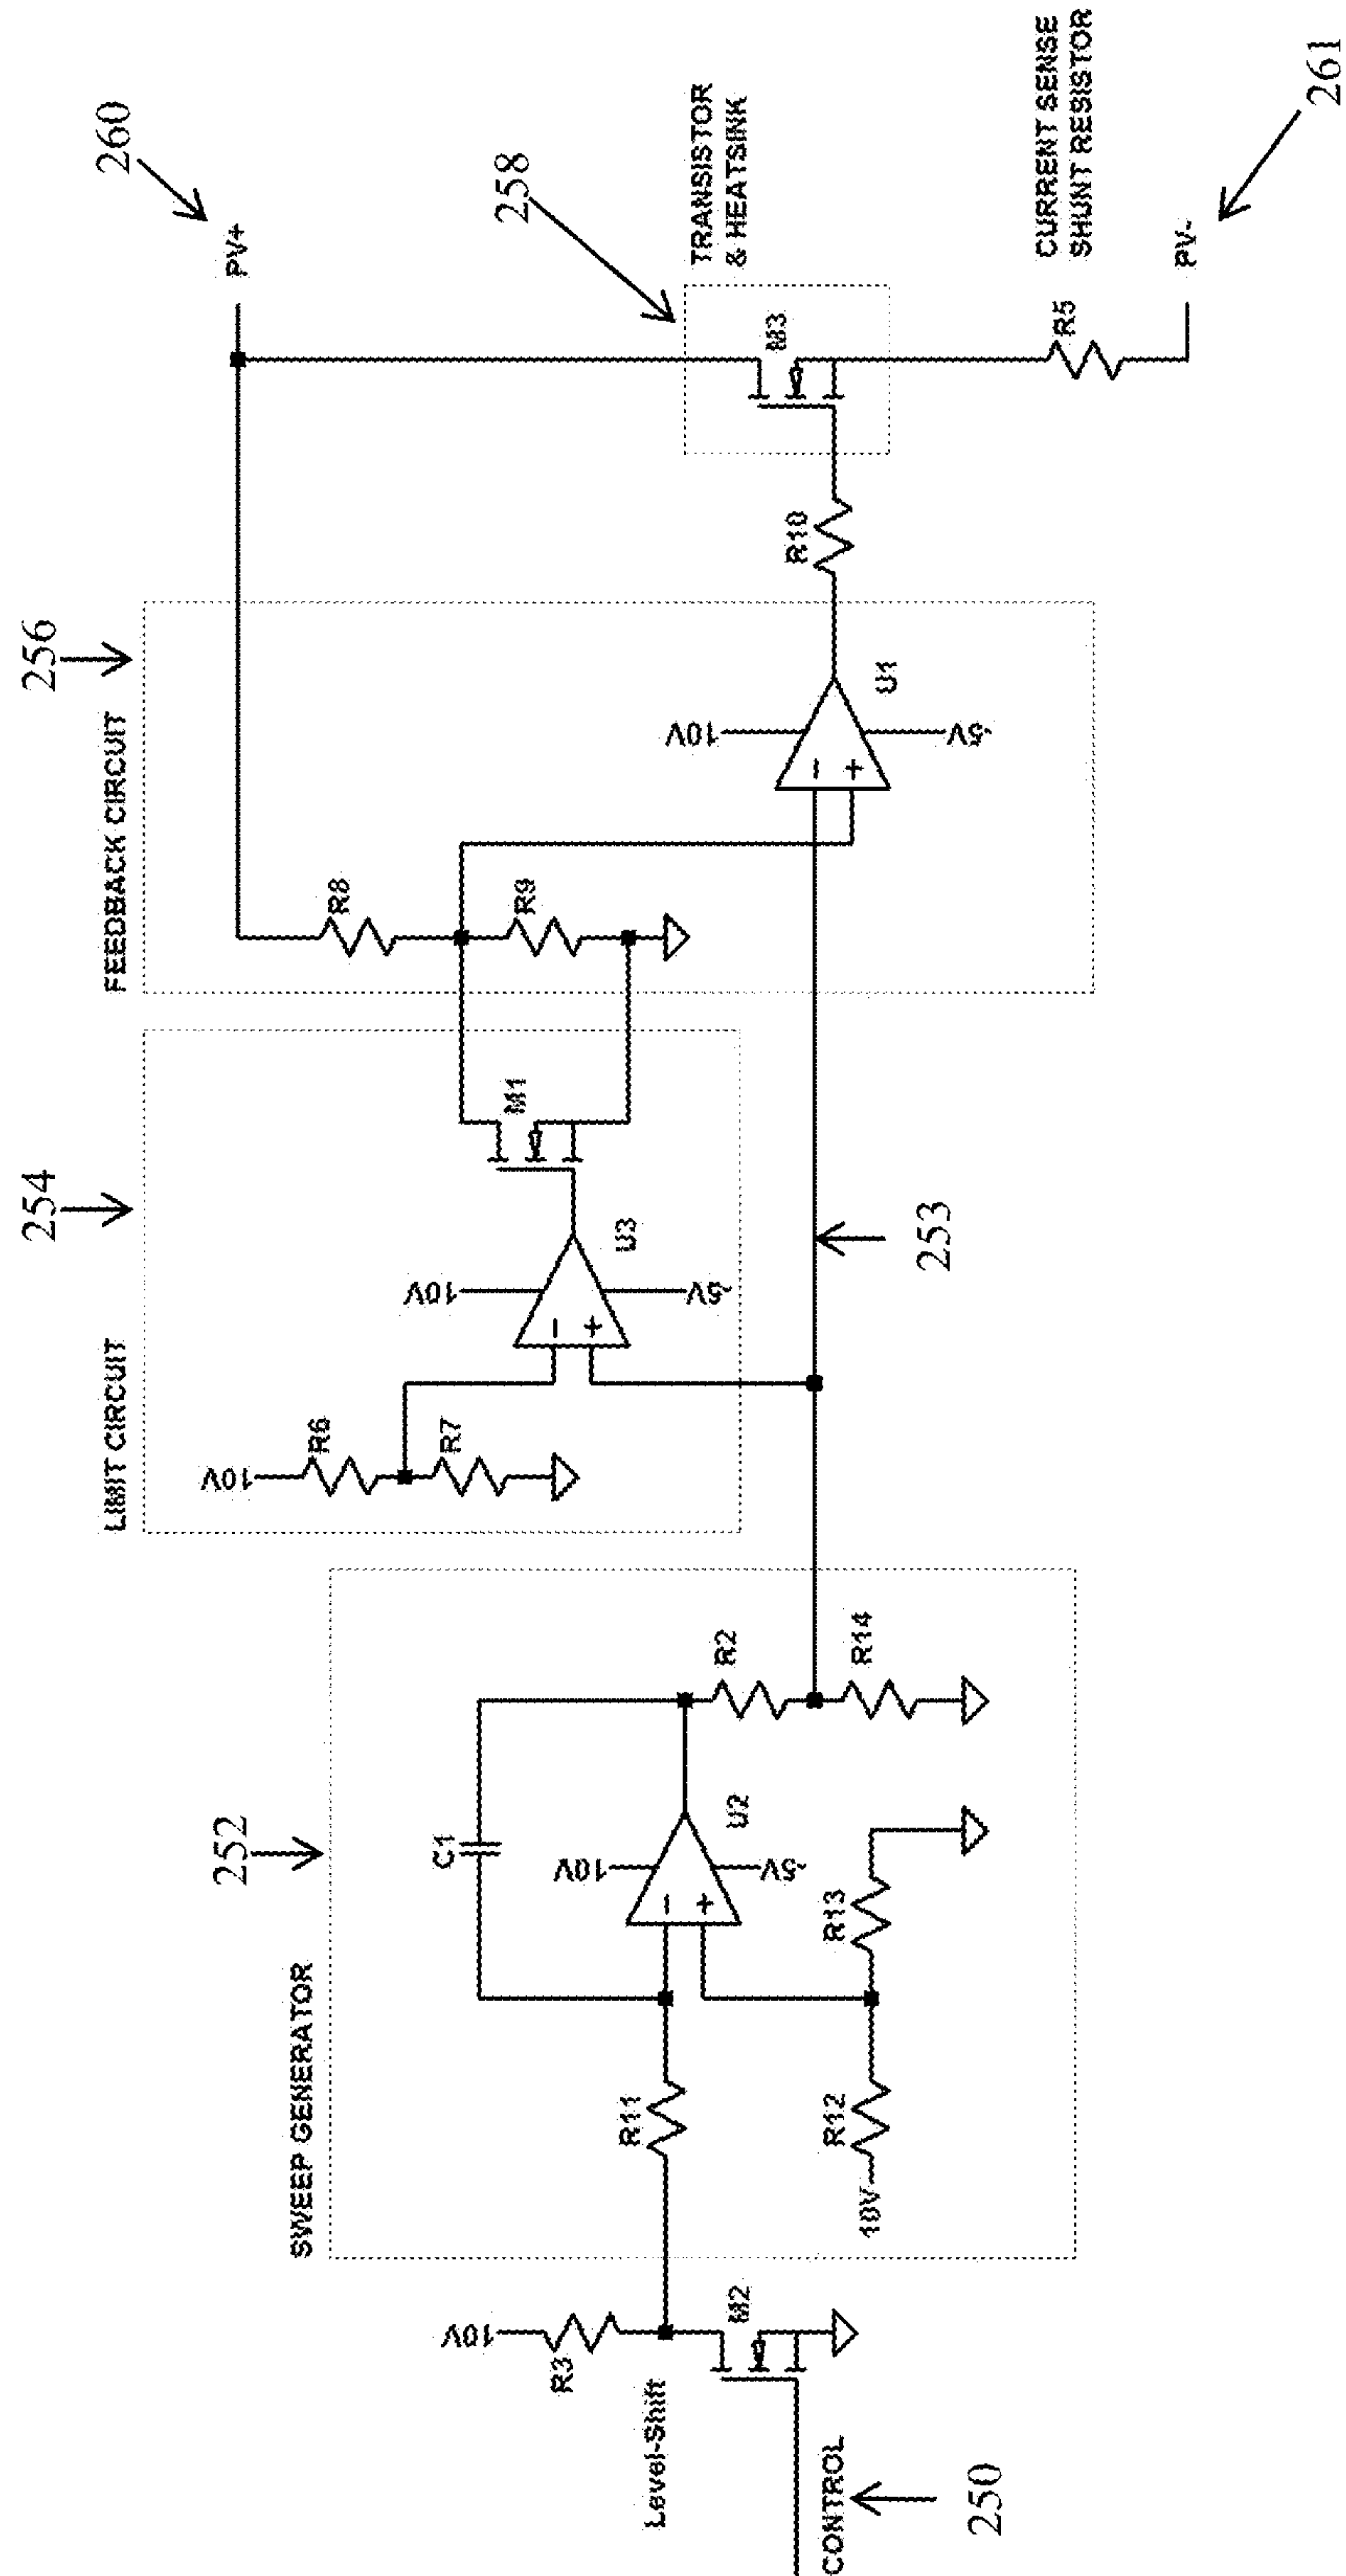 250
CONTROL
Level-Shift
10V
R3
M2
252
SWEEP GENERATOR
R11
C1
10V
U2
-
+
-5V
10V
R12
R13
R2
R14
253
254
LIMIT CIRCUIT
10V
R6
R7
10V
-
+
U3
-5V
M1
256
FEEDBACK CIRCUIT
R8
R9
10V
-
+
U1
-5V
R10
258
TRANSISTOR
& HEATSINK
M3
260
PV+
CURRENT SENSE
SHUNT RESISTOR
R5
PV-
261